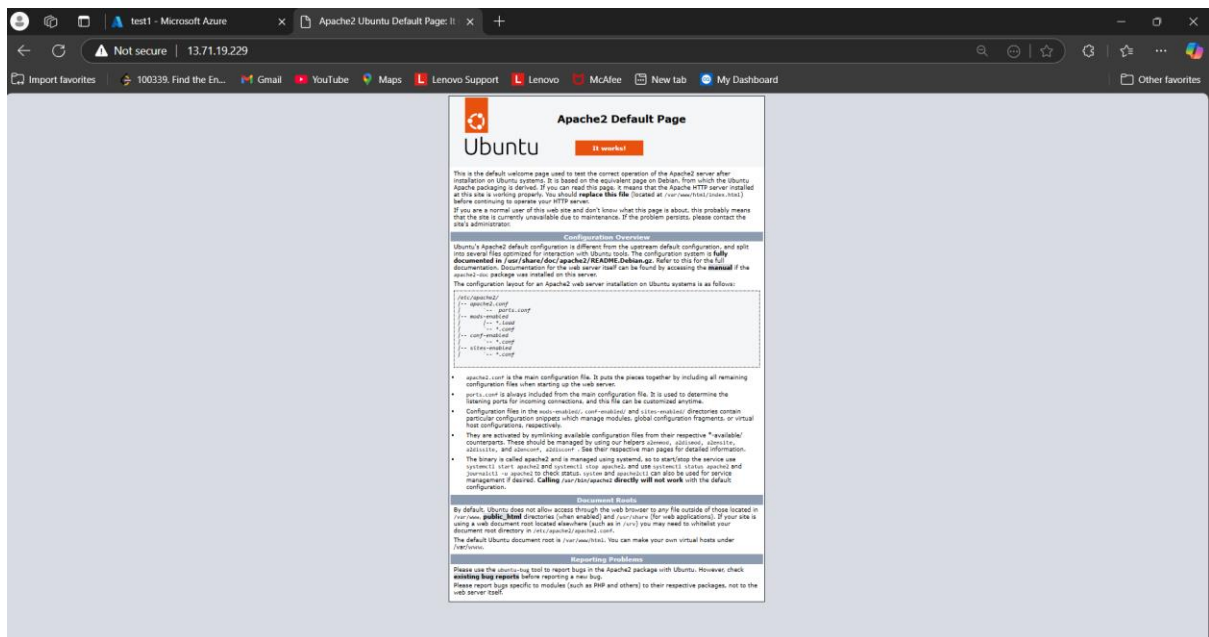 test1 - Microsoft Azure
Apache2 Ubuntu Default Page: It
Not secure | 13.71.19.229
Import favorites
100339. Find the En...
Gmail
YouTube
Maps
Lenovo Support
Lenovo
McAfee
New tab
My Dashboard
Other favorites
Apache2 Default Page
Ubuntu
It works!
This is the default welcome page used to test the correct operation of the Apache2 server after
installation on Ubuntu systems. It is based on the equivalent page on Debian, from which the Ubuntu
Apache packaging is derived. If you can read this page, it means that the Apache HTTP server installed
at this site is working properly. You should replace this file (located at /var/www/html/index.html)
before continuing to operate your HTTP server.
If you are a normal user of this web site and don't know what this page is about, this probably means
that the site is currently unavailable due to maintenance. If the problem persists, please contact the
site's administrator.
Configuration Overview
Ubuntu's Apache2 default configuration is different from the upstream default configuration, and split
into several files optimized for interaction with Ubuntu tools. The configuration system is fully
documented in /usr/share/doc/apache2/README.Debian.gz. Refer to this for the full
documentation. Documentation for the web server itself can be found by accessing the manual if the
apache2-doc package was installed on this server.
The configuration layout for an Apache2 web server installation on Ubuntu systems is as follows:
/etc/apache2/
|-- apache2.conf
|       `-- ports.conf
|-- mods-enabled
|       |-- *.load
|       `-- *.conf
|-- conf-enabled
|       `-- *.conf
|-- sites-enabled
|       `-- *.conf
• apache2.conf is the main configuration file. It puts the pieces together by including all remaining
configuration files when starting up the web server.
• ports.conf is always included from the main configuration file. It is used to determine the
listening ports for incoming connections, and this file can be customized anytime.
• Configuration files in the mods-enabled/, conf-enabled/ and sites-enabled/ directories contain
particular configuration snippets which manage modules, global configuration fragments, or virtual
host configurations, respectively.
• They are activated by symlinking available configuration files from their respective *-available/
counterparts. These should be managed by using our helpers a2enmod, a2dismod, a2ensite,
a2dissite, and a2enconf, a2disconf . See their respective man pages for detailed information.
• The binary is called apache2 and is managed using systemd, so to start/stop the service use
systemctl start apache2 and systemctl stop apache2, and use systemctl status apache2 and
journalctl -u apache2 to check status. system and apache2ctl can also be used for service
management if desired. Calling /usr/bin/apache2 directly will not work with the default
configuration.
Document Roots
By default, Ubuntu does not allow access through the web browser to any file outside of those located in
/var/www, public_html directories (when enabled) and /usr/share (for web applications). If your site is
using a web document root located elsewhere (such as in /srv) you may need to whitelist your
document root directory in /etc/apache2/apache2.conf.
The default Ubuntu document root is /var/www/html. You can make your own virtual hosts under
/var/www.
Reporting Problems
Please use the ubuntu-bug tool to report bugs in the Apache2 package with Ubuntu. However, check
existing bug reports before reporting a new bug.
Please report bugs specific to modules (such as PHP and others) to their respective packages, not to the
web server itself.